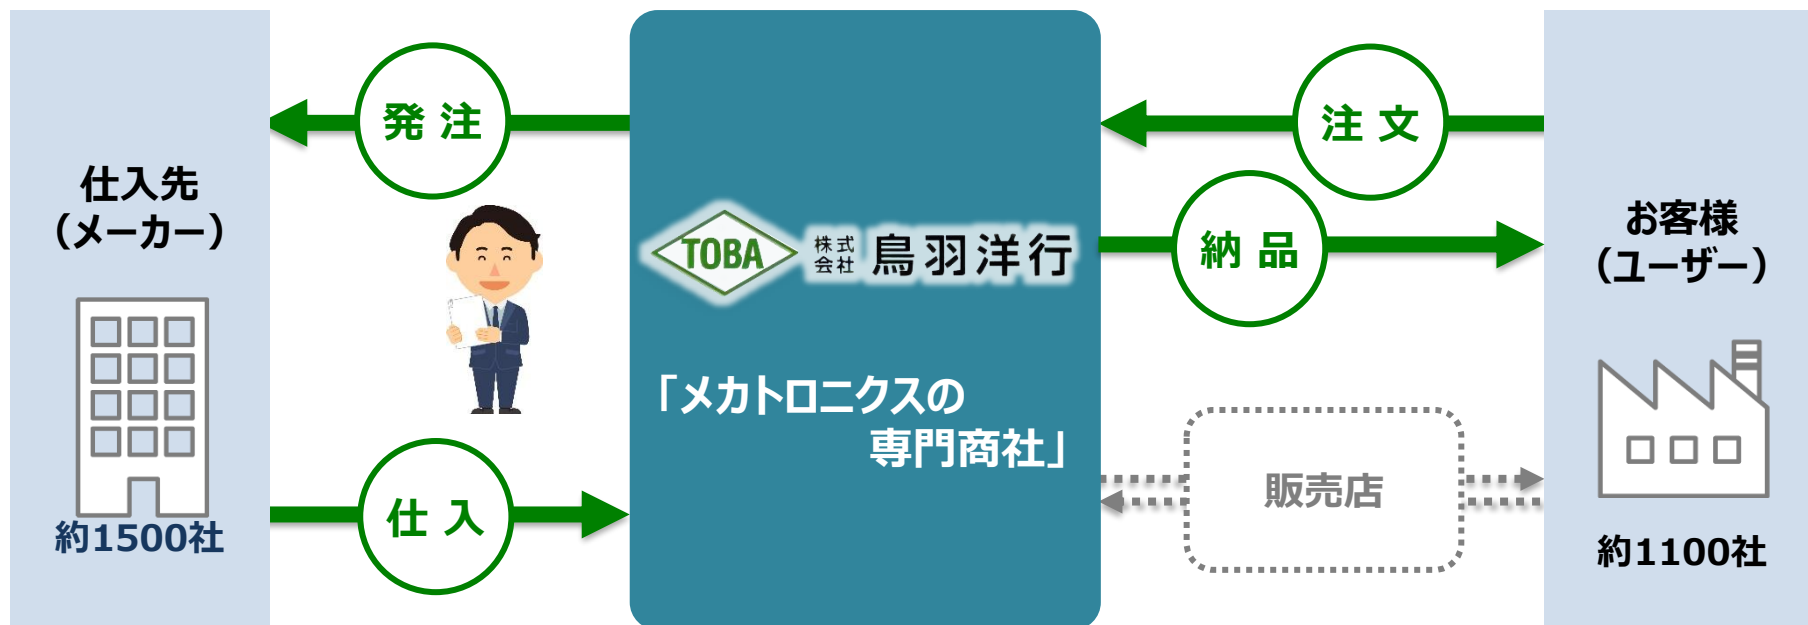 仕入先
（メーカー）
約1500社
発 注
仕 入
TOBA
株式
会社
鳥羽洋行
「メカトロニクスの
専門商社」
注 文
納 品
販売店
お客様
（ユーザー）
約1100社